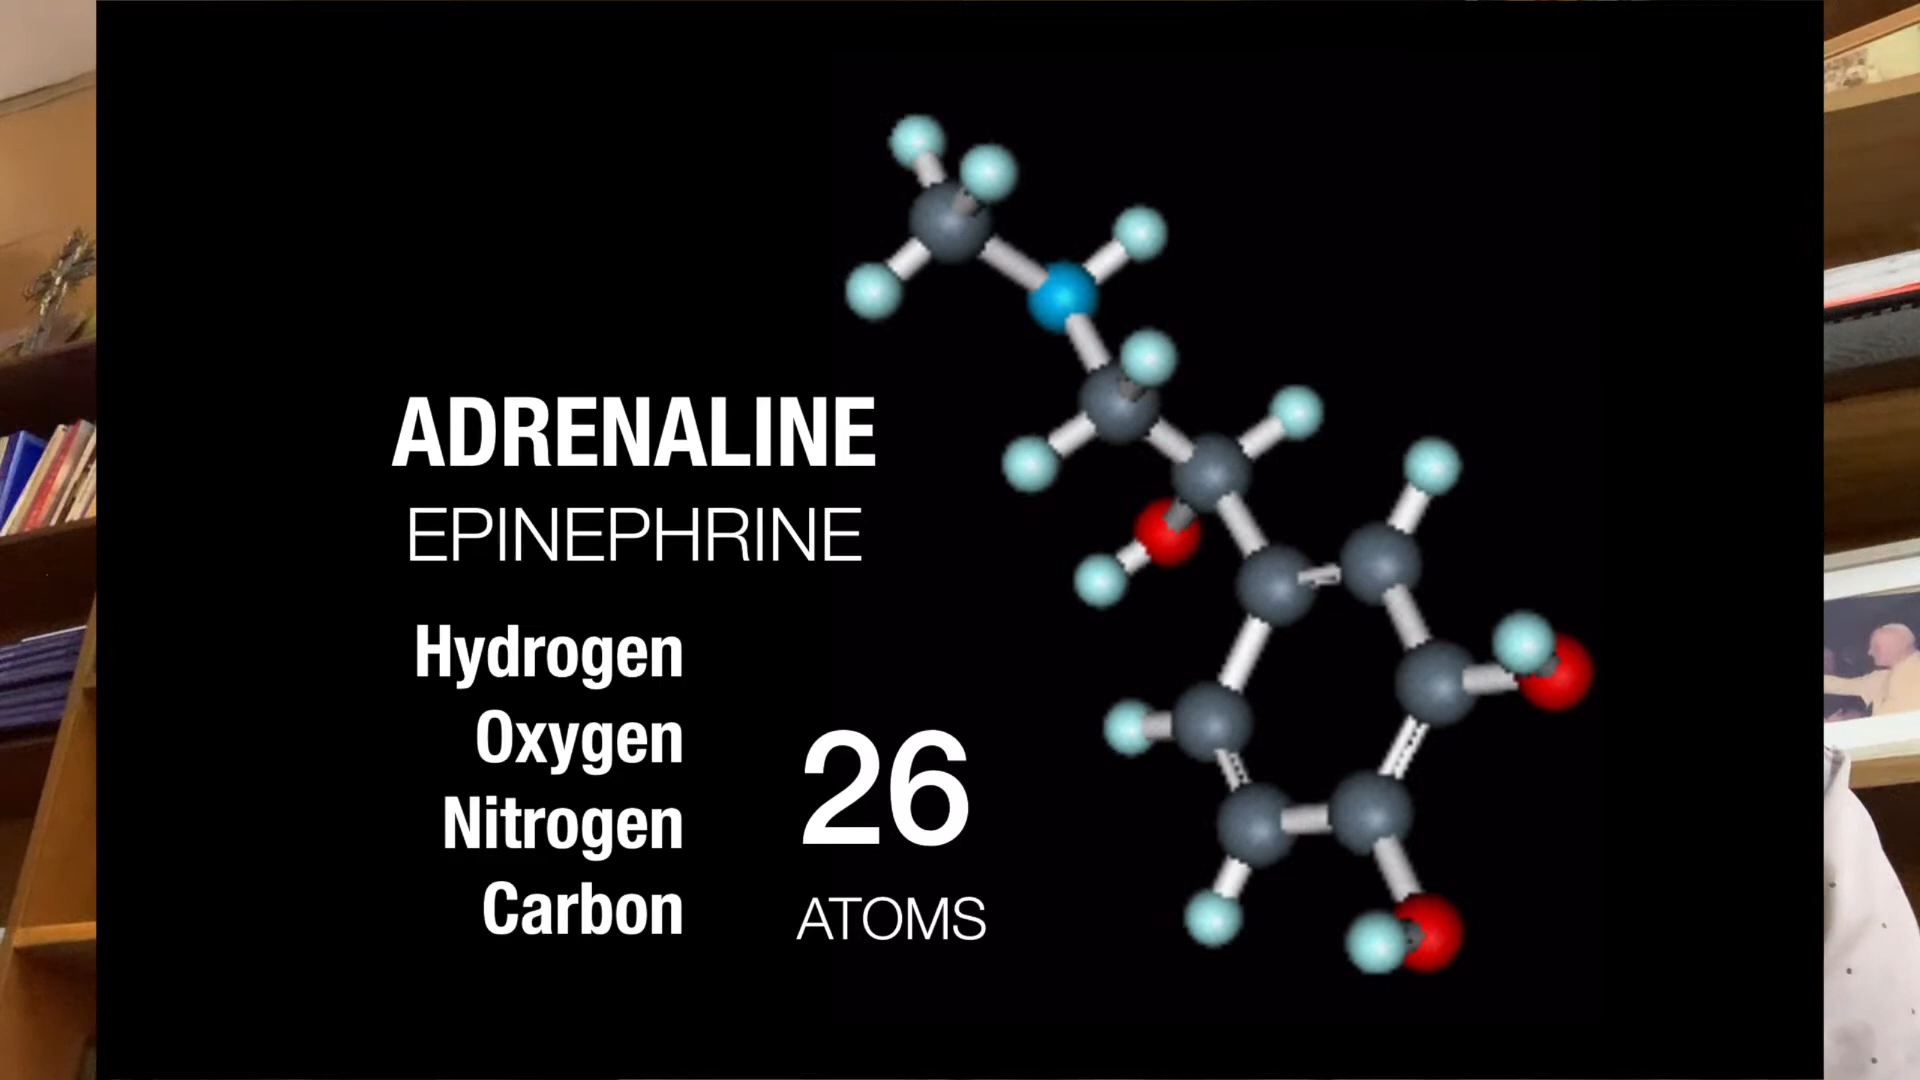 ADRENALINE
EPINEPHRINE
Hydrogen
Oxygen
Nitrogen
Carbon
26
ATOMS